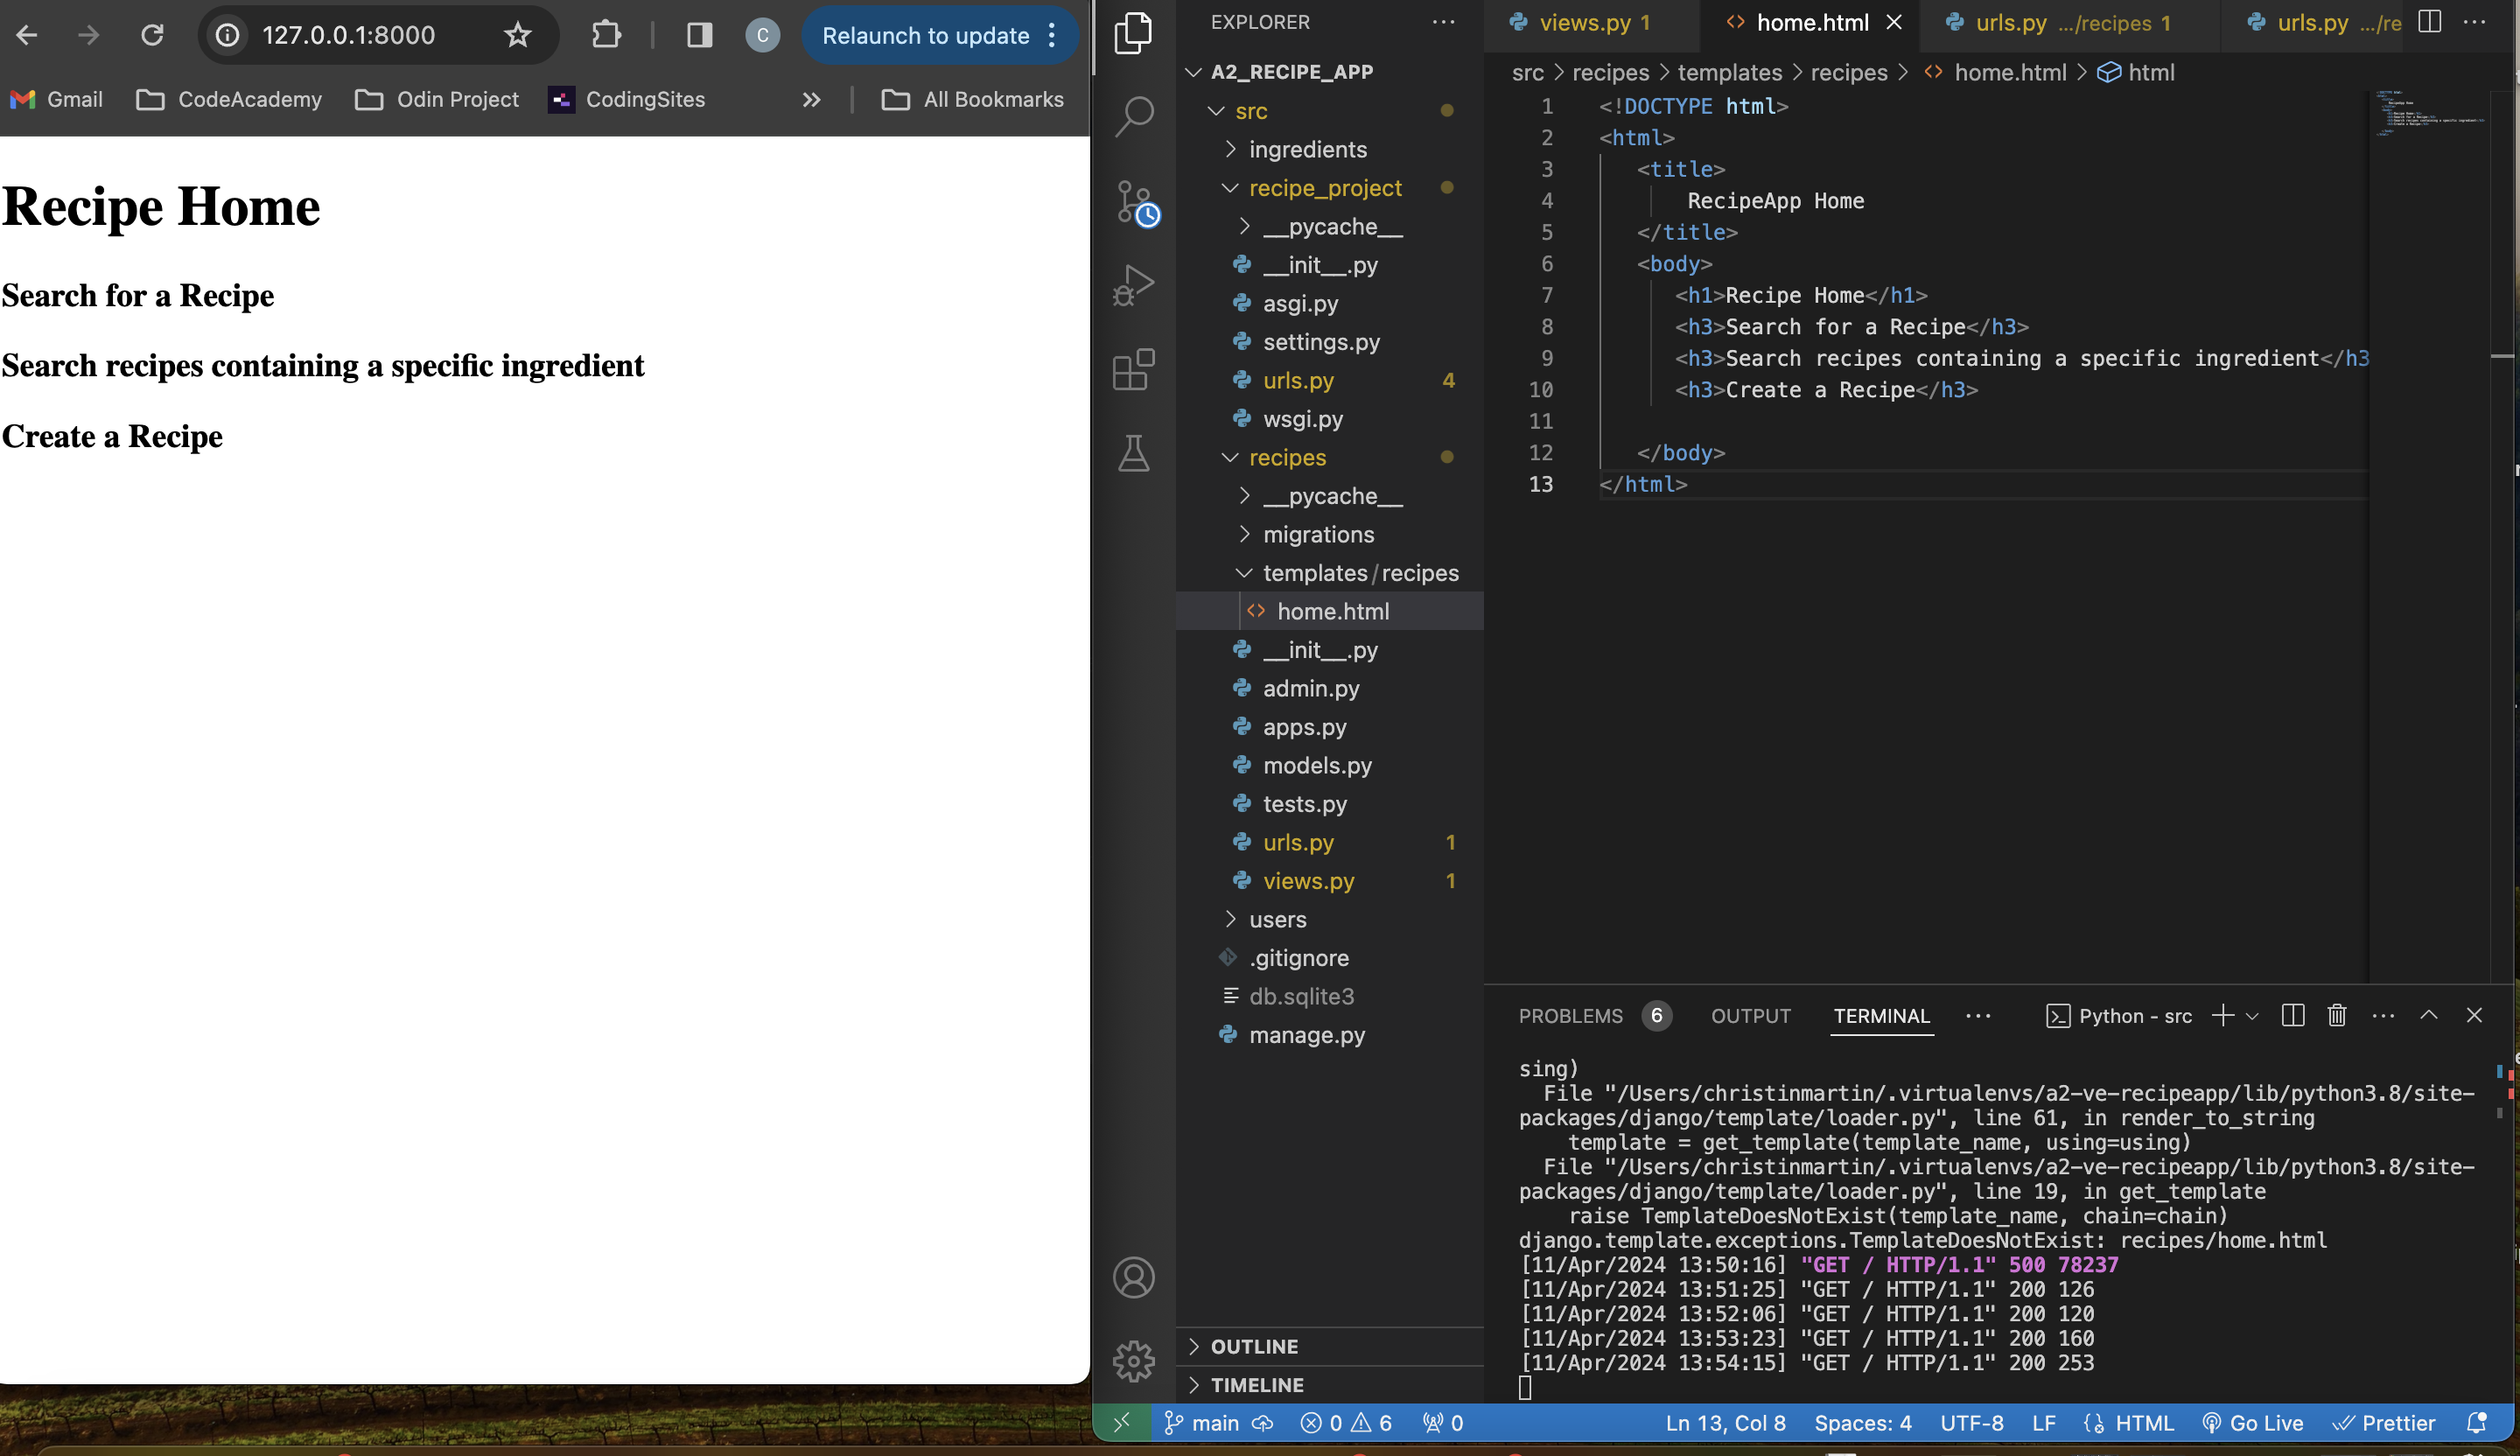 127.0.0.1:8000
C
Relaunch to update
Gmail
CodeAcademy
Odin Project
CodingSites
All Bookmarks
Recipe Home
Search for a Recipe
Search recipes containing a specific ingredient
Create a Recipe
EXPLORER
A2_RECIPE_APP
src
ingredients
recipe_project
__pycache__
__init__.py
asgi.py
settings.py
urls.py 4
wsgi.py
recipes
__pycache__
migrations
templates/recipes
home.html
__init__.py
admin.py
apps.py
models.py
tests.py
urls.py 1
views.py 1
users
.gitignore
db.sqlite3
manage.py
OUTLINE
TIMELINE
views.py 1
home.html
urls.py .../recipes 1
urls.py .../re
src > recipes > templates > recipes > home.html > html
1 <!DOCTYPE html>
2 <html>
3 <title>
4 RecipeApp Home
5 </title>
6 <body>
7 <h1>Recipe Home</h1>
8 <h3>Search for a Recipe</h3>
9 <h3>Search recipes containing a specific ingredient</h3
10 <h3>Create a Recipe</h3>
11
12 </body>
13 </html>
PROBLEMS 6 OUTPUT TERMINAL Python - src
sing)
File "/Users/christinmartin/.virtualenvs/a2-ve-recipeapp/lib/python3.8/site-
packages/django/template/loader.py", line 61, in render_to_string
template = get_template(template_name, using=using)
File "/Users/christinmartin/.virtualenvs/a2-ve-recipeapp/lib/python3.8/site-
packages/django/template/loader.py", line 19, in get_template
raise TemplateDoesNotExist(template_name, chain=chain)
django.template.exceptions.TemplateDoesNotExist: recipes/home.html
[11/Apr/2024 13:50:16] "GET / HTTP/1.1" 500 78237
[11/Apr/2024 13:51:25] "GET / HTTP/1.1" 200 126
[11/Apr/2024 13:52:06] "GET / HTTP/1.1" 200 120
[11/Apr/2024 13:53:23] "GET / HTTP/1.1" 200 160
[11/Apr/2024 13:54:15] "GET / HTTP/1.1" 200 253
main 0 6 0 Ln 13, Col 8 Spaces: 4 UTF-8 LF HTML Go Live Prettier